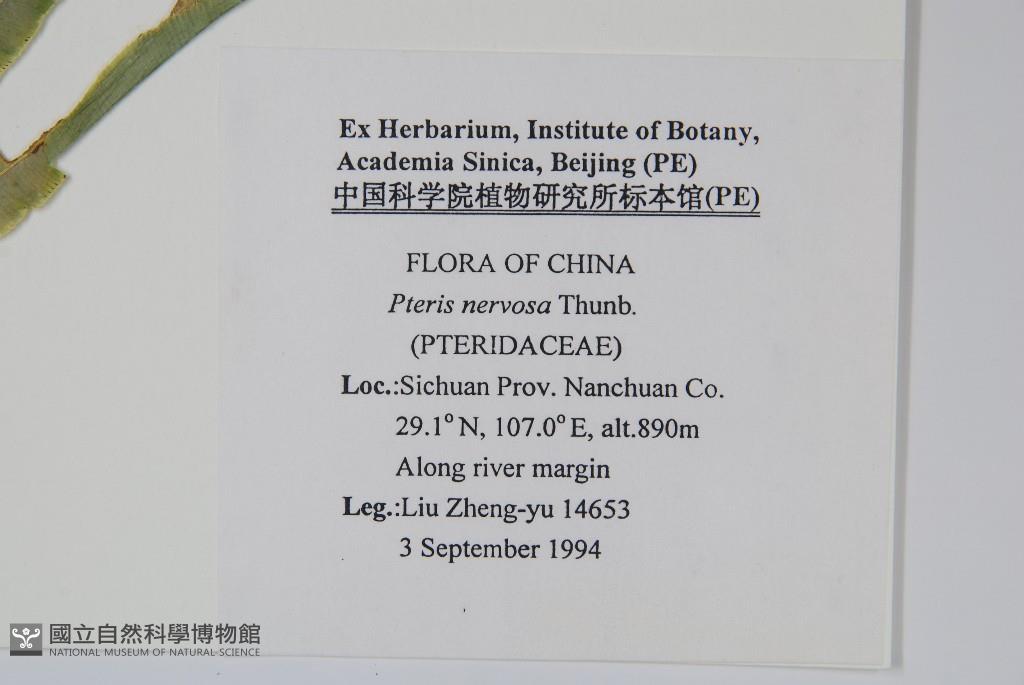 Ex Herbarium, Institute of Botany,
Academia Sinica, Beijing (PE)
中国科学院植物研究所标本馆(PE)
FLORA OF CHINA
Pteris nervosa Thunb.
(PTERIDACEAE)
Loc.:Sichuan Prov. Nanchuan Co.
29.1° N, 107.0° E, alt.890m
Along river margin
Leg.:Liu Zheng-yu 14653
3 September 1994
國立自然科學博物館
NATIONAL MUSEUM OF NATURAL SCIENCE